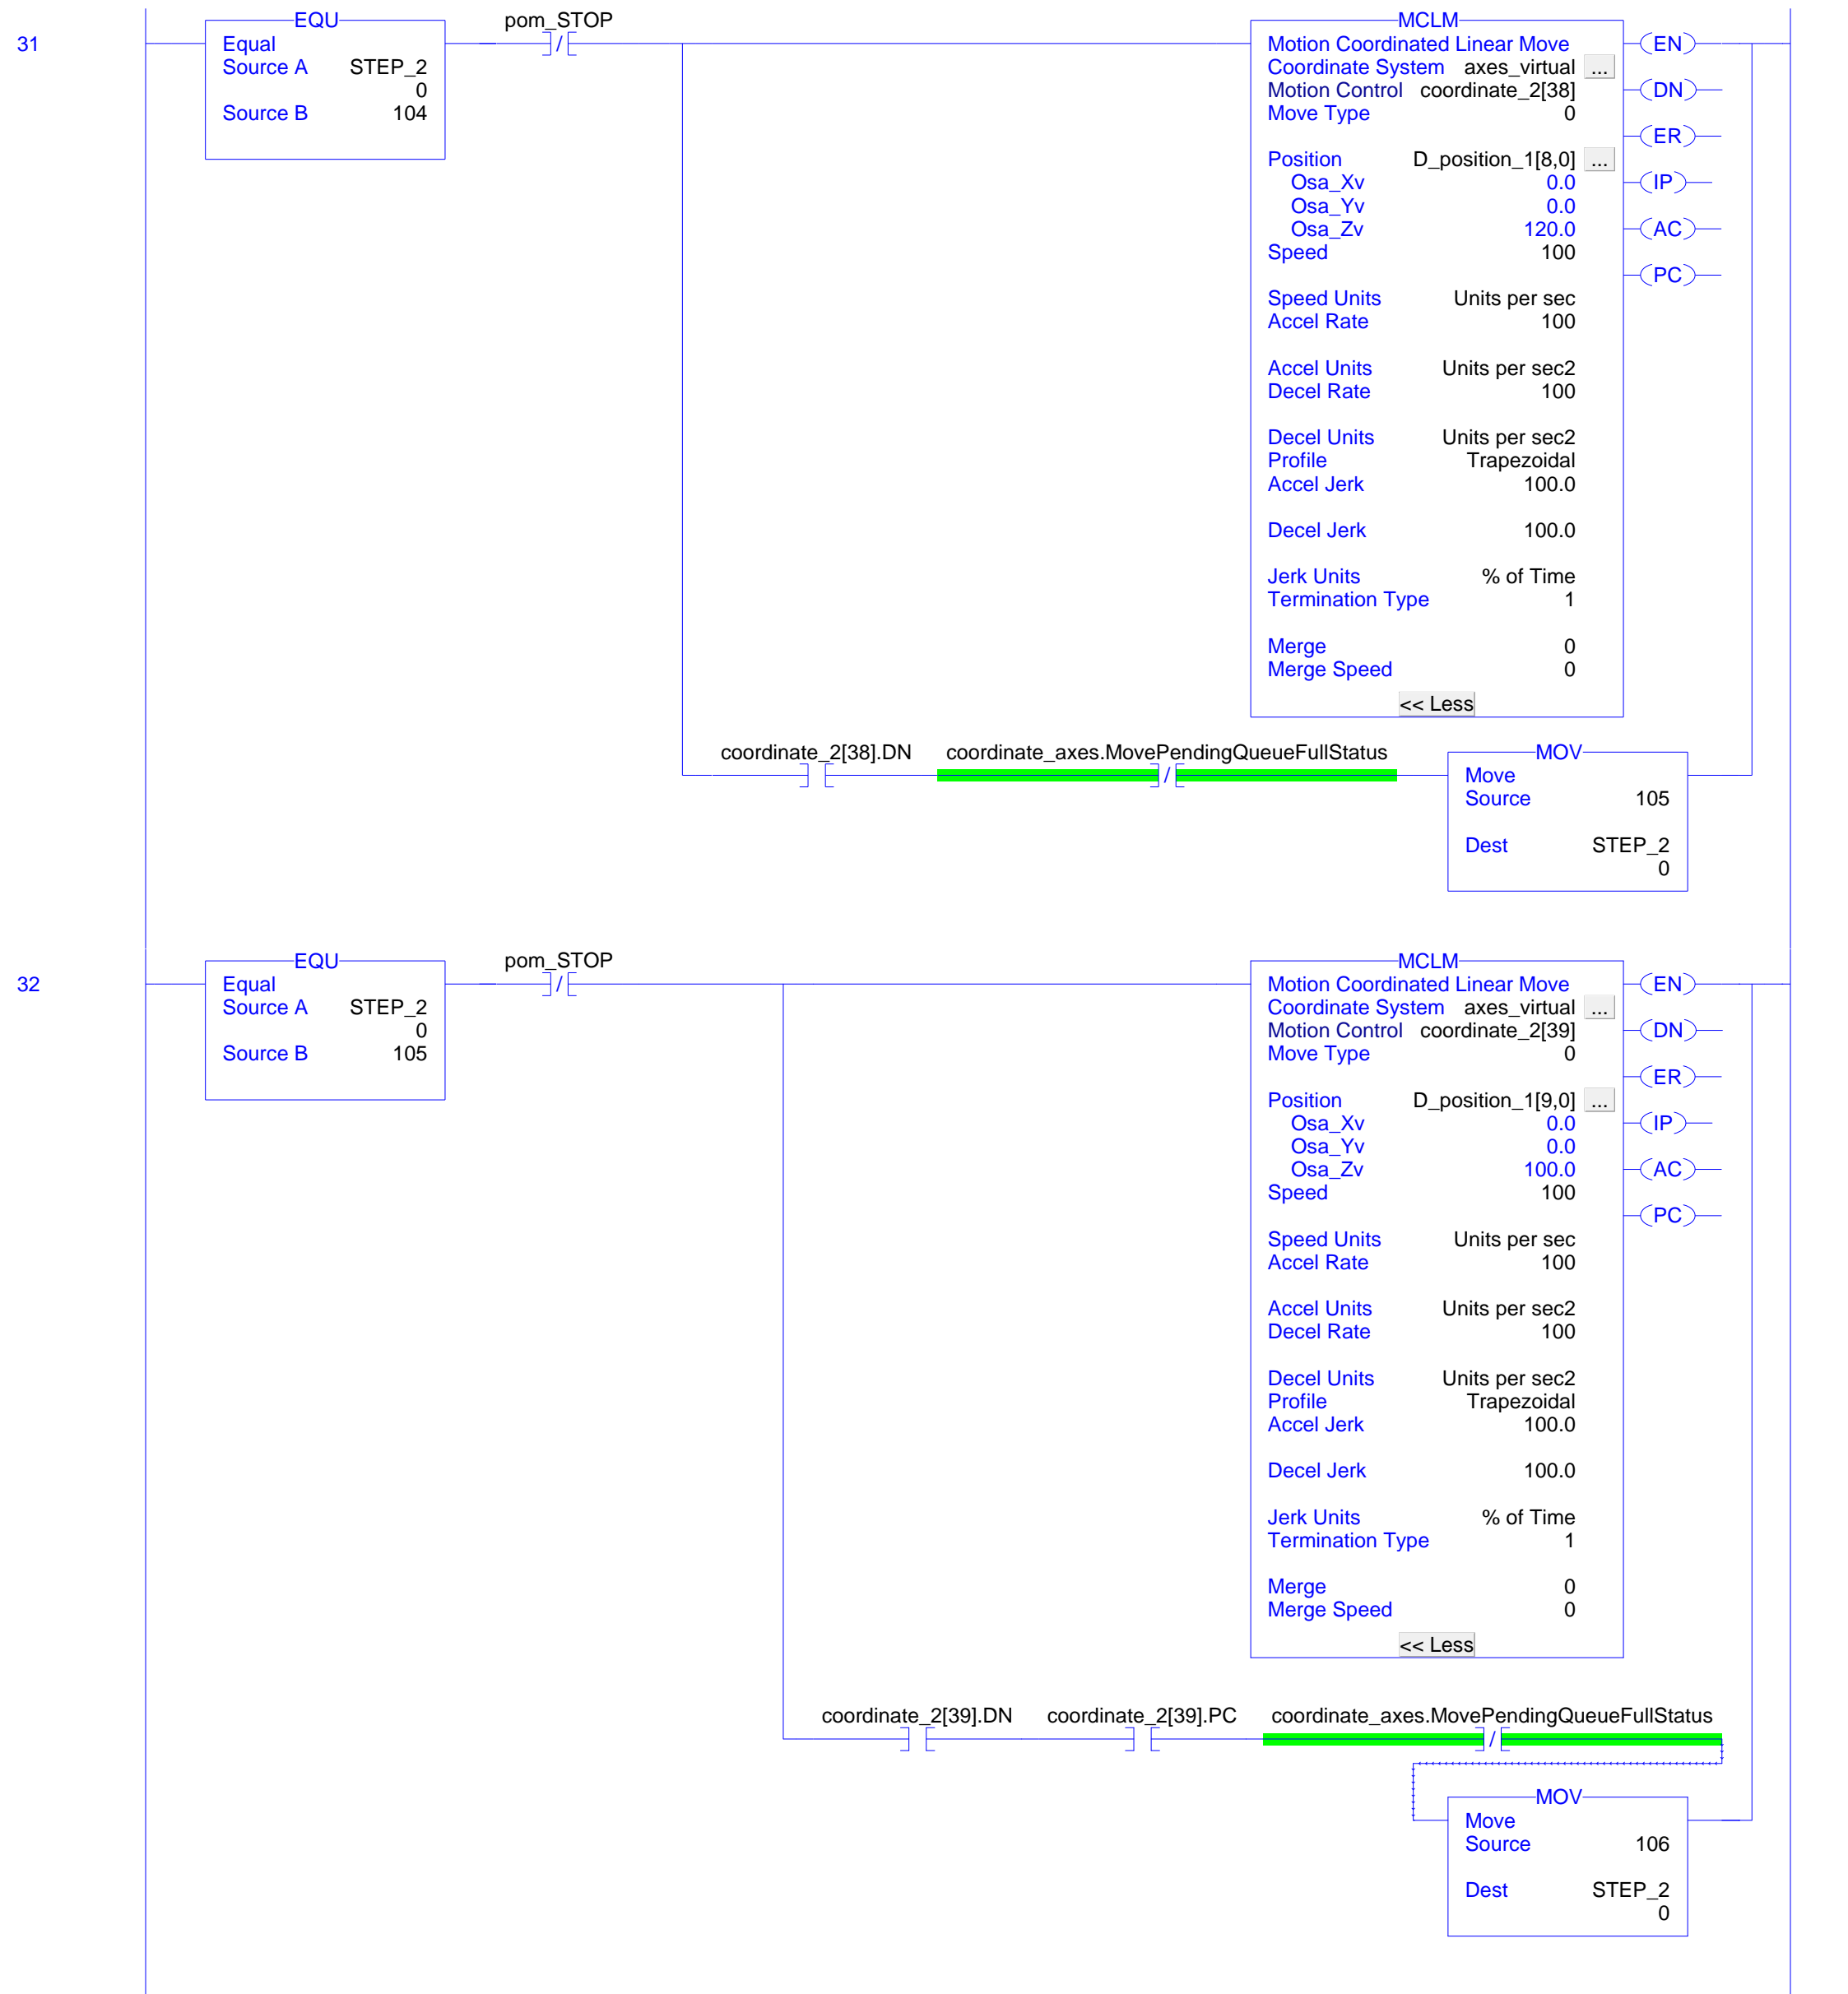 EQU
pom_STOP
MCLM
31
Equal
Motion Coordinated Linear Move
EN
Source A STEP_2
Coordinate System axes_virtual ...
0
Motion Control coordinate_2[38]
DN
Source B 104
Move Type 0
ER
Position D_position_1[8,0] ...
Osa_Xv 0.0
IP
Osa_Yv 0.0
Osa_Zv 120.0
AC
Speed 100
PC
Speed Units Units per sec
Accel Rate 100
Accel Units Units per sec2
Decel Rate 100
Decel Units Units per sec2
Profile Trapezoidal
Accel Jerk 100.0
Decel Jerk 100.0
Jerk Units % of Time
Termination Type 1
Merge 0
Merge Speed 0
<< Less
coordinate_2[38].DN coordinate_axes.MovePendingQueueFullStatus
MOV
/
Move
Source 105
Dest STEP_2
0
EQU
pom_STOP
MCLM
32
Equal
Motion Coordinated Linear Move
EN
Source A STEP_2
Coordinate System axes_virtual ...
0
Motion Control coordinate_2[39]
DN
Source B 105
Move Type 0
ER
Position D_position_1[9,0] ...
Osa_Xv 0.0
IP
Osa_Yv 0.0
Osa_Zv 100.0
AC
Speed 100
PC
Speed Units Units per sec
Accel Rate 100
Accel Units Units per sec2
Decel Rate 100
Decel Units Units per sec2
Profile Trapezoidal
Accel Jerk 100.0
Decel Jerk 100.0
Jerk Units % of Time
Termination Type 1
Merge 0
Merge Speed 0
<< Less
coordinate_2[39].DN coordinate_2[39].PC coordinate_axes.MovePendingQueueFullStatus
/
MOV
Move
Source 106
Dest STEP_2
0